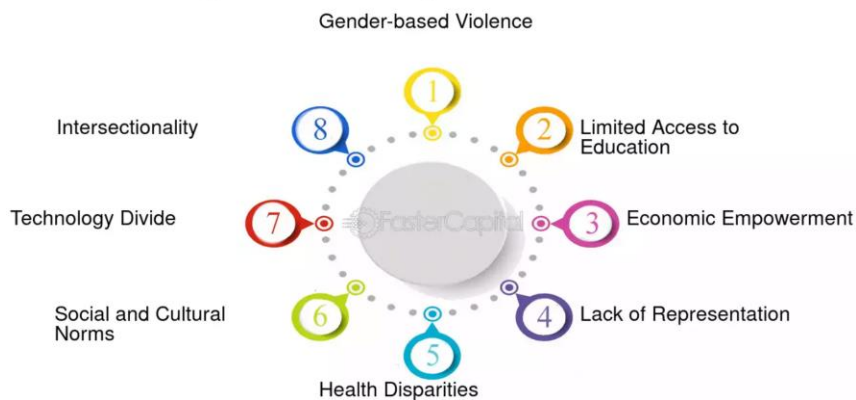 Gender-based Violence
1
2
Limited Access to
Education
3
Economic Empowerment
4
Lack of Representation
5
Health Disparities
6
Social and Cultural
Norms
7
Technology Divide
8
Intersectionality
FasterCapital